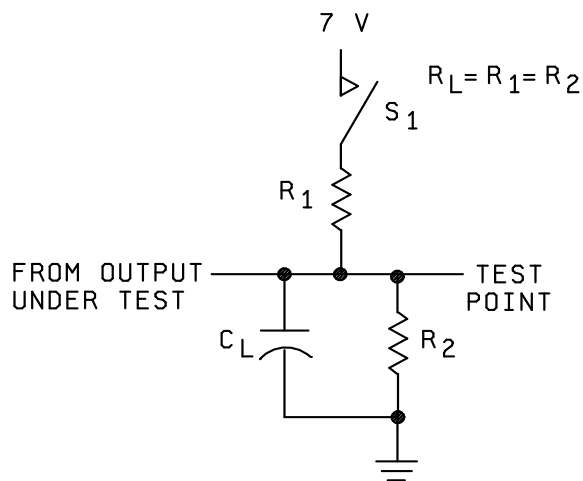 7 V
R_L = R_1 = R_2
S_1
R_1
FROM OUTPUT
UNDER TEST
TEST
POINT
C_L
R_2